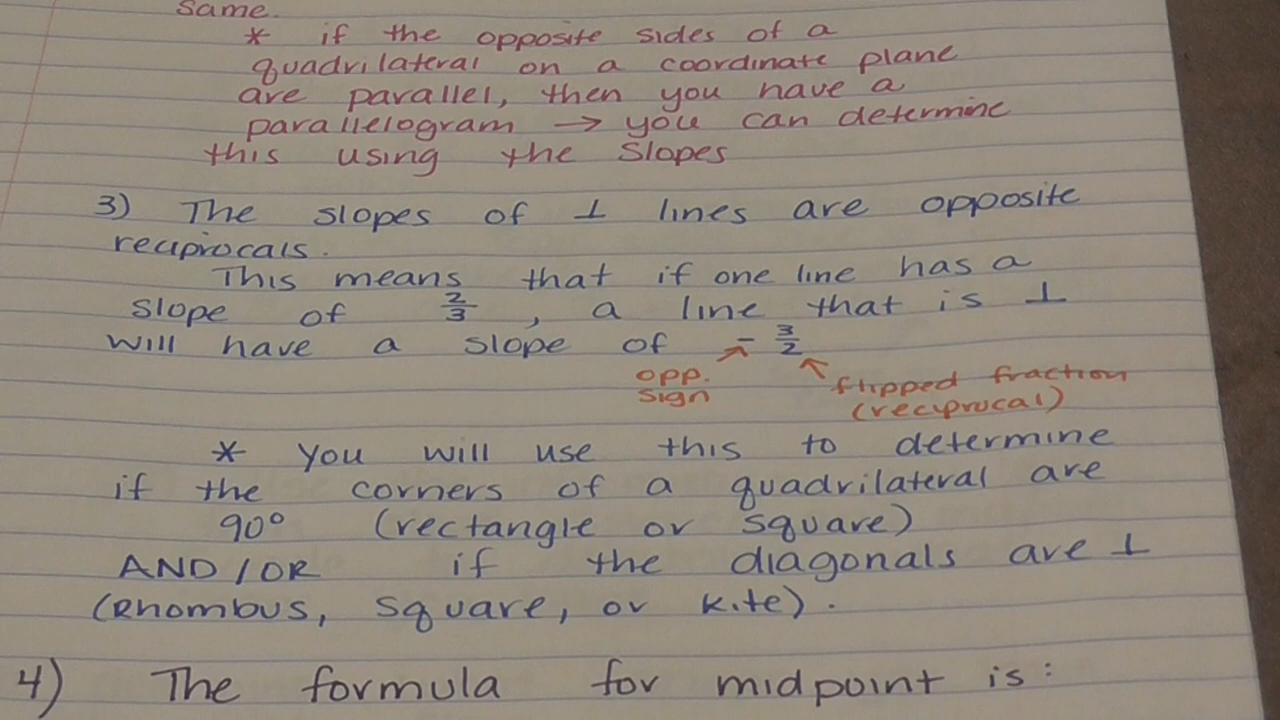 Same.
* if the opposite sides of a
quadrilateral on a coordinate plane
are parallel, then you have a
parallelogram → you can determine
this using the slopes
3) The slopes of ⊥ lines are opposite
reciprocals.
This means that if one line has a
slope of 2/3, a line that is ⊥
will have a slope of - 3/2
opp. sign
flipped fraction
(reciprocal)
* You will use this to determine
if the corners of a quadrilateral are
90° (rectangle or square)
AND/OR if the diagonals are ⊥
(Rhombus, square, or kite).
4) The formula for midpoint is: